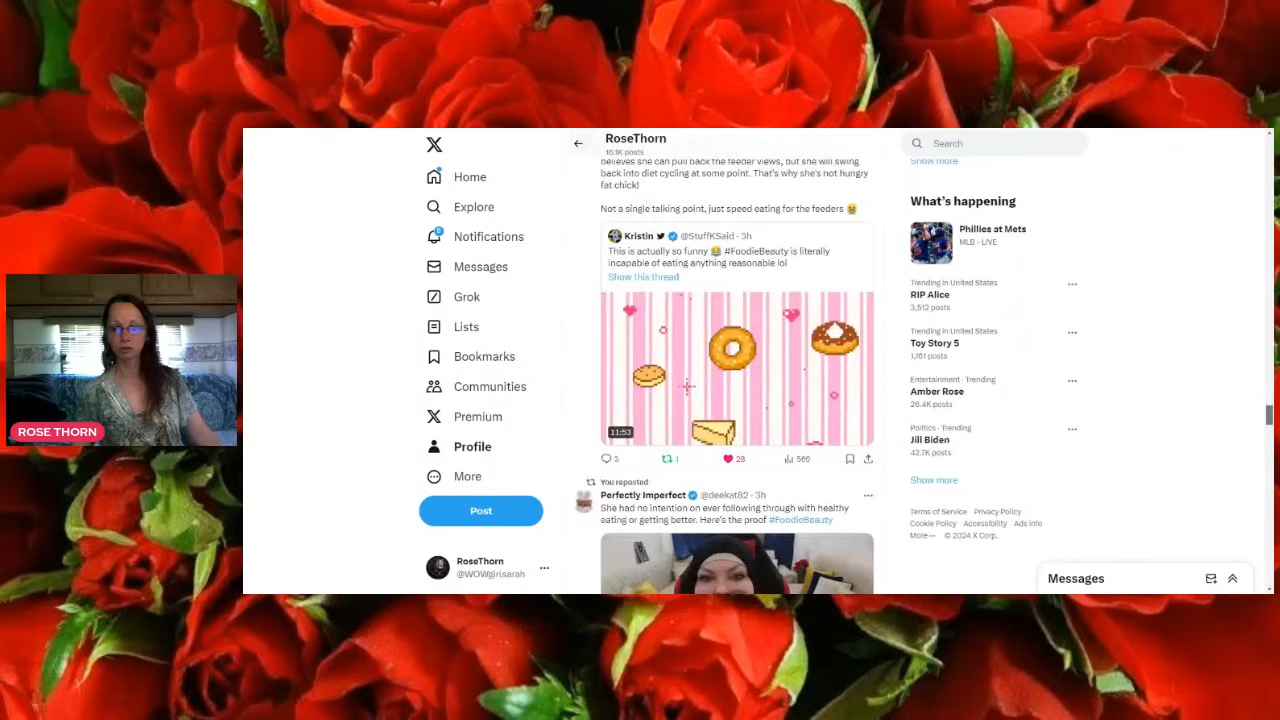 RoseThorn
16.1K posts
Search
Home
Explore
Notifications
Messages
Grok
Lists
Bookmarks
Communities
Premium
Profile
More
Post
RoseThorn
@WOWgirlsarah
believes she can pull back the feeder views, but she will swing
back into diet cycling at some point. That's why she's not hungry
fat chick!
Not a single talking point, just speed eating for the feeders
Kristin @StuffKSaid · 3h
This is actually so funny #FoodieBeauty is literally
incapable of eating anything reasonable lol
Show this thread
11:53
3
1
28
569
You reposted
Perfectly Imperfect @deekat82 · 3h
She had no intention on ever following through with healthy
eating or getting better. Here's the proof #FoodieBeauty
Show more
What's happening
Phillies at Mets
MLB · LIVE
Trending in United States
RIP Alice
3,512 posts
Trending in United States
Toy Story 5
1,161 posts
Entertainment · Trending
Amber Rose
26.4K posts
Politics · Trending
Jill Biden
42.7K posts
Show more
Terms of Service Privacy Policy
Cookie Policy Accessibility Ads info
More ··· © 2024 X Corp.
Messages
ROSE THORN